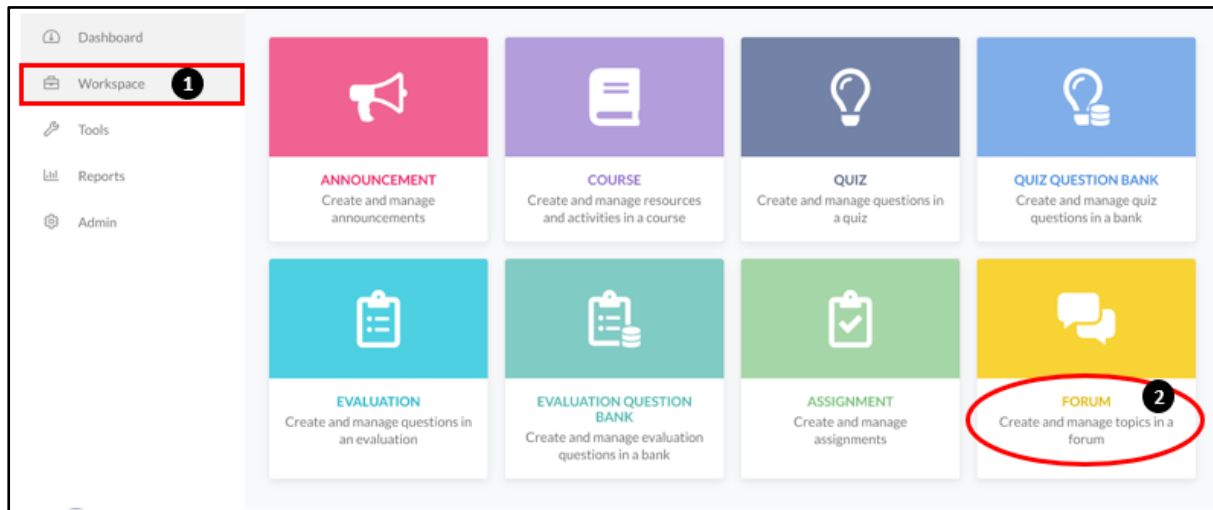 Dashboard
Workspace 1
Tools
Reports
Admin
ANNOUNCEMENT
Create and manage
announcements
COURSE
Create and manage resources
and activities in a course
QUIZ
Create and manage questions in
a quiz
QUIZ QUESTION BANK
Create and manage quiz
questions in a bank
EVALUATION
Create and manage questions in
an evaluation
EVALUATION QUESTION
BANK
Create and manage evaluation
questions in a bank
ASSIGNMENT
Create and manage
assignments
FORUM 2
Create and manage topics in a
forum